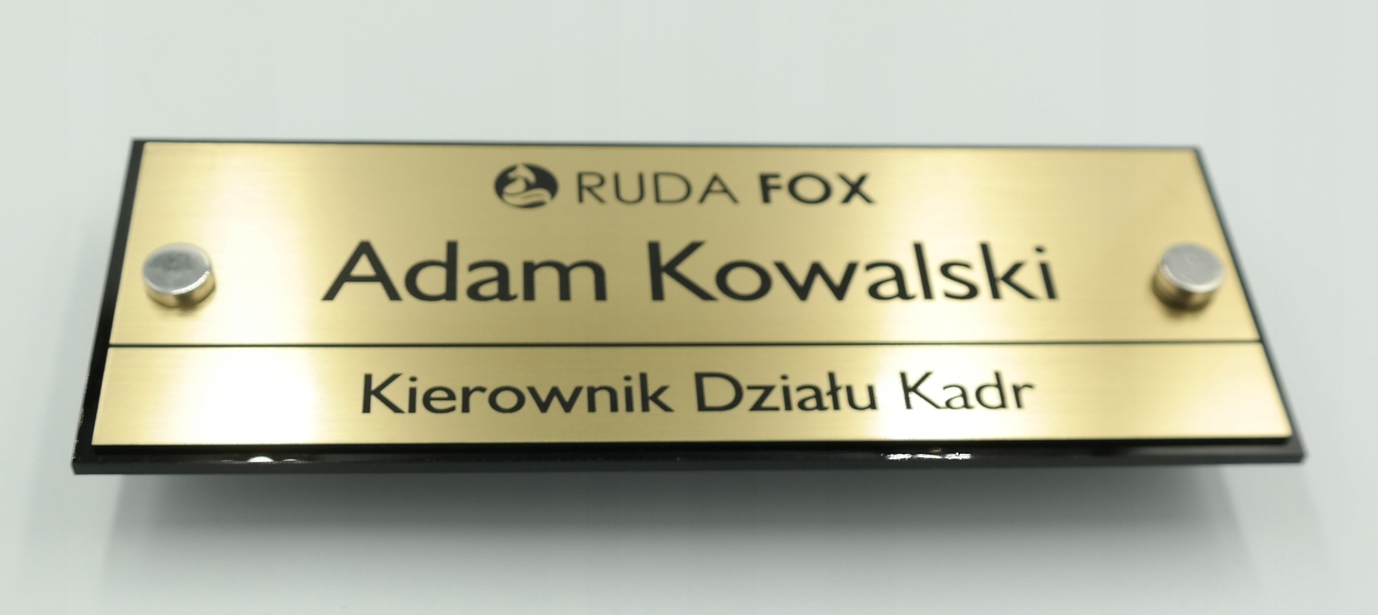 RUDA FOX
Adam Kowalski
Kierownik Działu Kadr